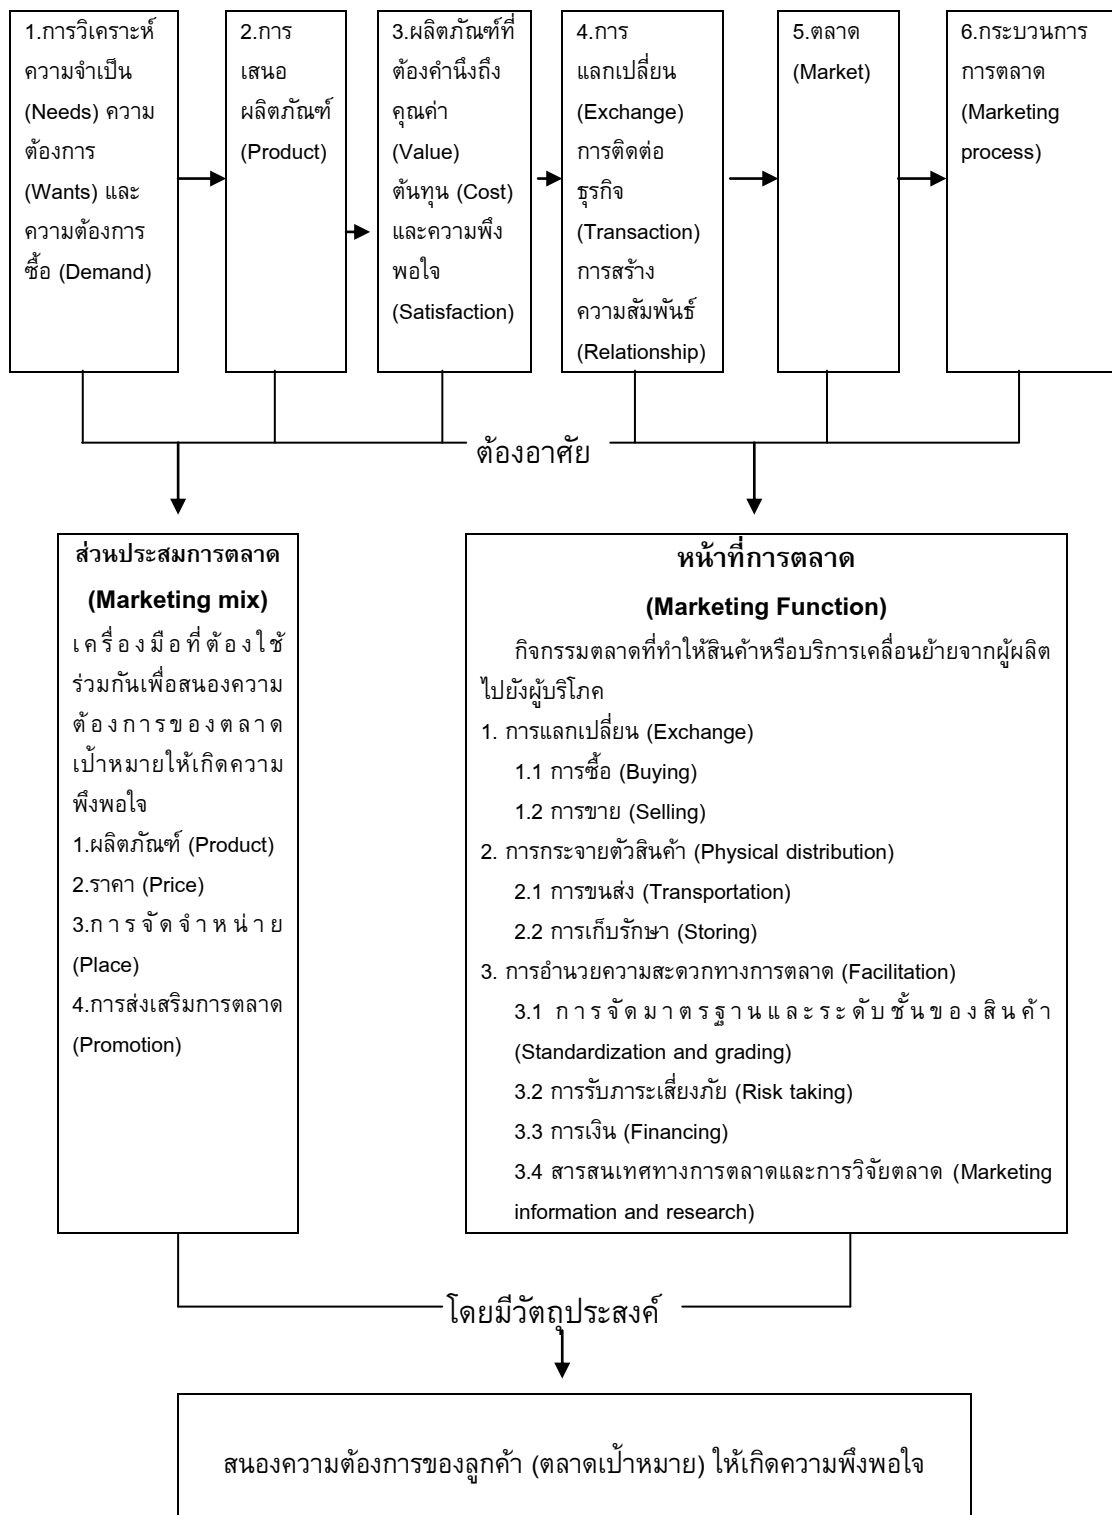 1.การวิเคราะห์
ความจำเป็น
(Needs) ความ
ต้องการ
(Wants) และ
ความต้องการ
ซื้อ (Demand)
2.การ
เสนอ
ผลิตภัณฑ์
(Product)
3.ผลิตภัณฑ์ที่
ต้องคำนึงถึง
คุณค่า
(Value)
ต้นทุน (Cost)
และความพึง
พอใจ
(Satisfaction)
4.การ
แลกเปลี่ยน
(Exchange)
การติดต่อ
ธุรกิจ
(Transaction)
การสร้าง
ความสัมพันธ์
(Relationship)
5.ตลาด
(Market)
6.กระบวนการ
การตลาด
(Marketing
process)
ต้องอาศัย
ส่วนประสมการตลาด
(Marketing mix)
เครื่องมือที่ต้องใช้
ร่วมกันเพื่อสนองความ
ต้องการของตลาด
เป้าหมายให้เกิดความ
พึงพอใจ
1.ผลิตภัณฑ์ (Product)
2.ราคา (Price)
3.การจัดจำหน่าย
(Place)
4.การส่งเสริมการตลาด
(Promotion)
หน้าที่การตลาด
(Marketing Function)
กิจกรรมตลาดที่ทำให้สินค้าหรือบริการเคลื่อนย้ายจากผู้ผลิต
ไปยังผู้บริโภค
1. การแลกเปลี่ยน (Exchange)
1.1 การซื้อ (Buying)
1.2 การขาย (Selling)
2. การกระจายตัวสินค้า (Physical distribution)
2.1 การขนส่ง (Transportation)
2.2 การเก็บรักษา (Storing)
3. การอำนวยความสะดวกทางการตลาด (Facilitation)
3.1 การจัดมาตรฐานและระดับชั้นของสินค้า
(Standardization and grading)
3.2 การรับภาระเสี่ยงภัย (Risk taking)
3.3 การเงิน (Financing)
3.4 สารสนเทศทางการตลาดและการวิจัยตลาด (Marketing
information and research)
โดยมีวัตถุประสงค์
สนองความต้องการของลูกค้า (ตลาดเป้าหมาย) ให้เกิดความพึงพอใจ